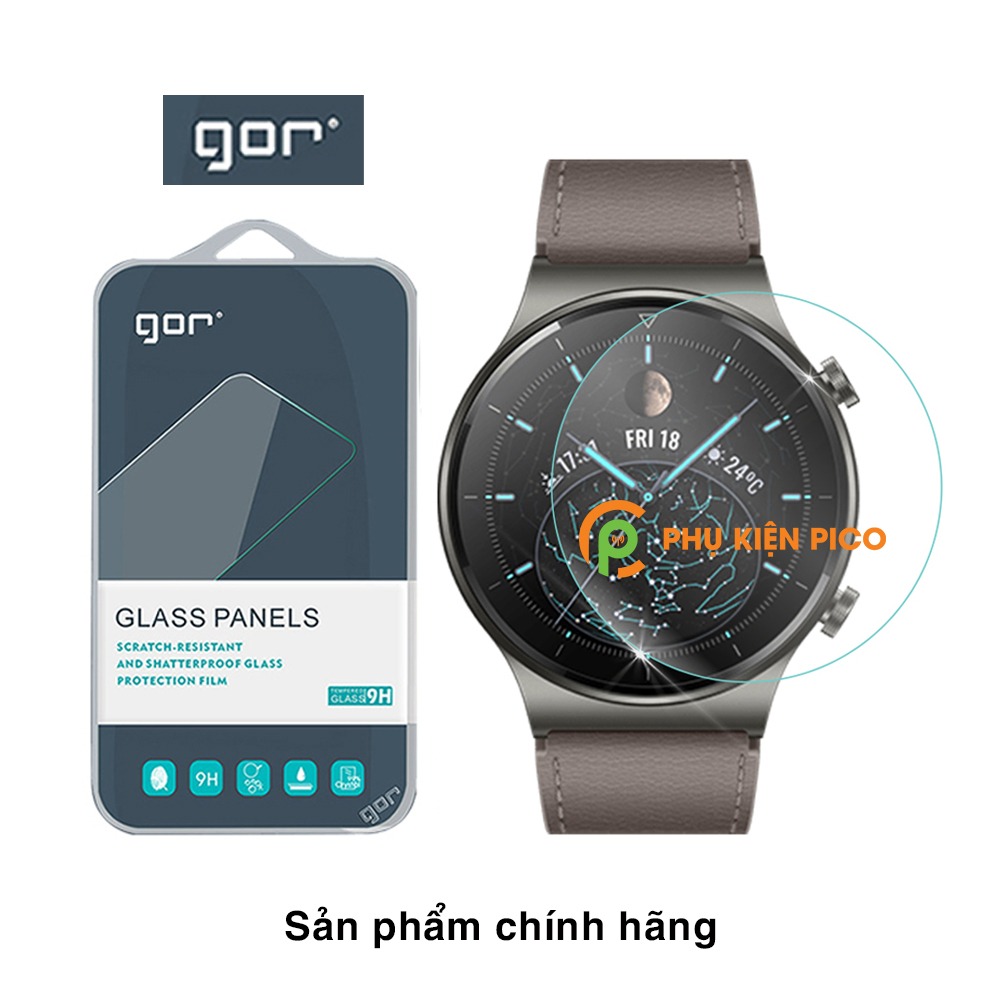 gor
gor
GLASS PANELS
SCRATCH-RESISTANT
AND SHATTERPROOF GLASS
PROTECTION FILM
TEMPERED
GLASS 9H
9H
gor
FRI 18
24°C
PHỤ KIỆN PICO
Sản phẩm chính hãng